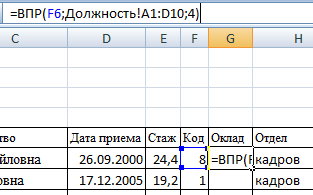 =ВПР(F6;Должность!A1:D10;4)
C D E F G H
тво Дата приема Стаж Код Оклад Отдел
йловна 26.09.2000 24,4 8 =ВПР(F кадров
овна 17.12.2005 19,2 1 кадров